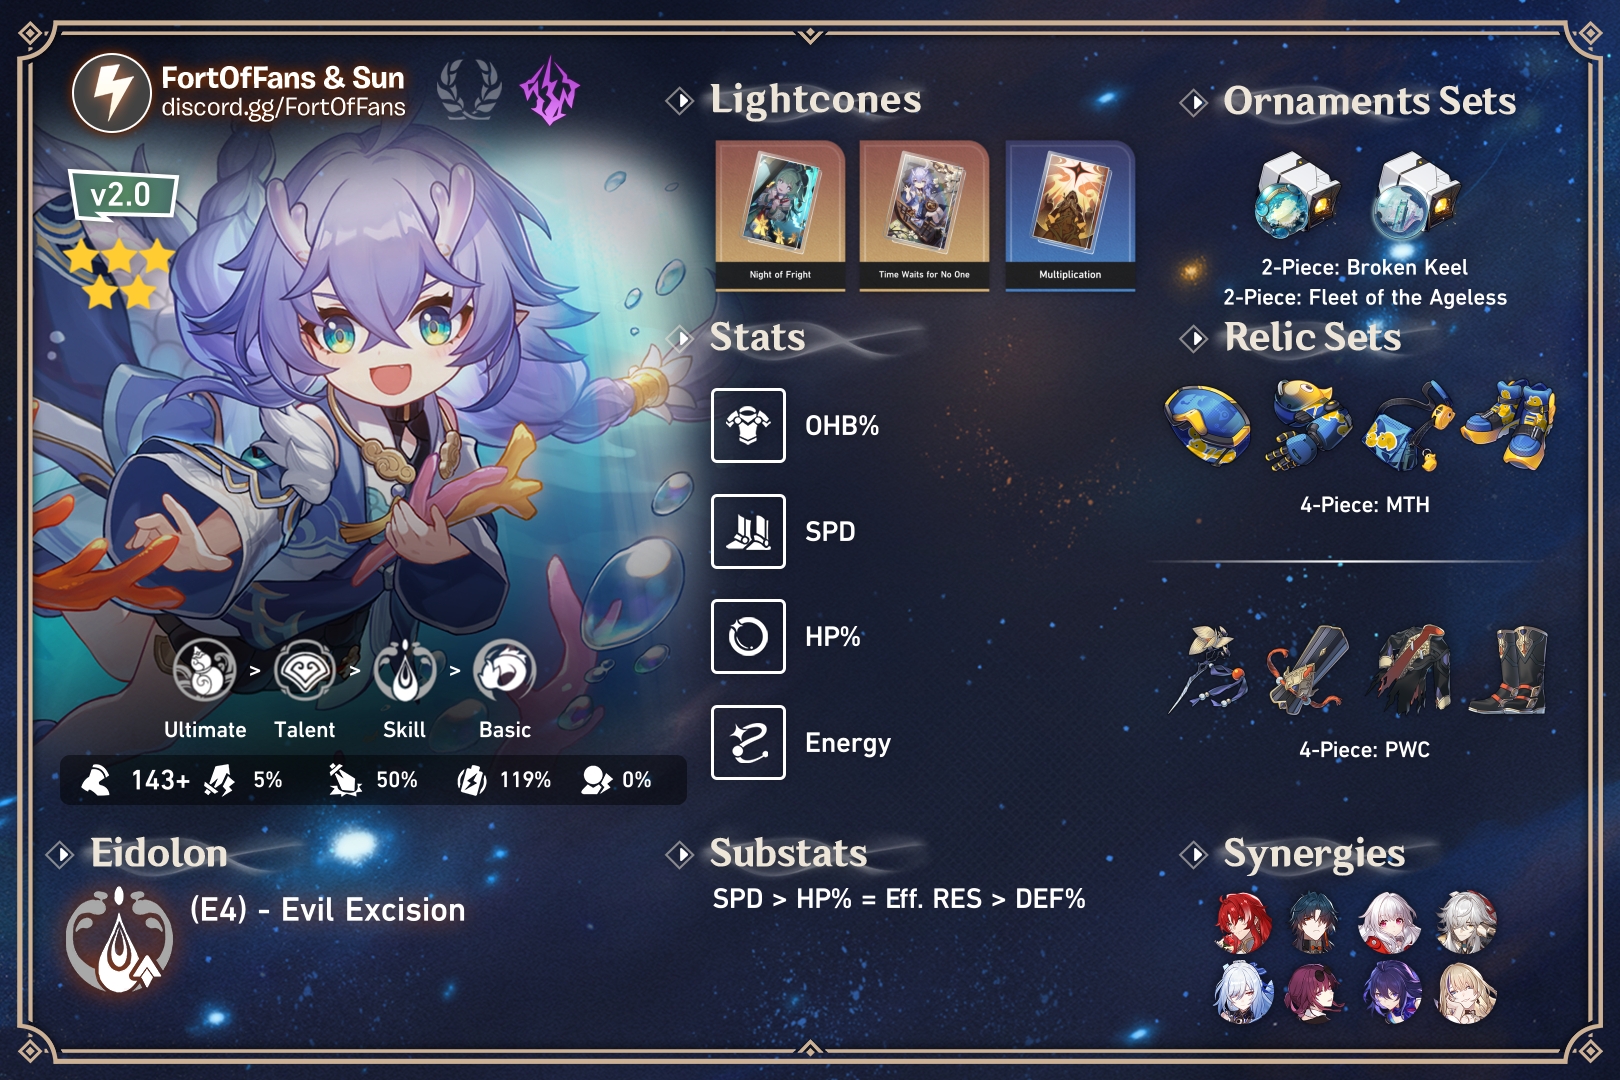 FortOfFans & Sun
discord.gg/FortOfFans
v2.0
Ultimate > Talent > Skill > Basic
143+ 5% 50% 119% 0%
Eidolon
(E4) - Evil Excision
Lightcones
Night of Fright
Time Waits for No One
Multiplication
Stats
OHB%
SPD
HP%
Energy
Substats
SPD > HP% = Eff. RES > DEF%
Ornaments Sets
2-Piece: Broken Keel
2-Piece: Fleet of the Ageless
Relic Sets
4-Piece: MTH
4-Piece: PWC
Synergies